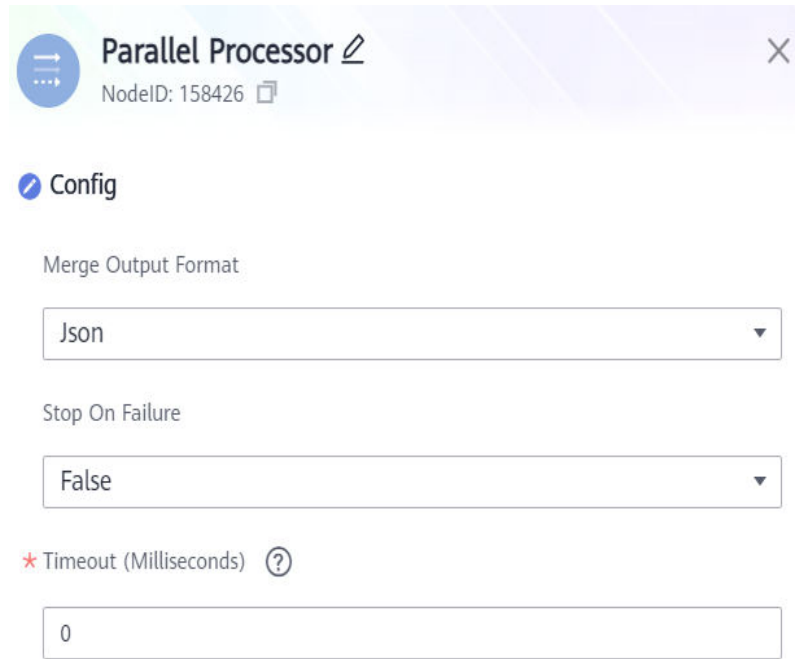 Parallel Processor
NodeID: 158426
Config
Merge Output Format
Json
Stop On Failure
False
* Timeout (Milliseconds) ?
0